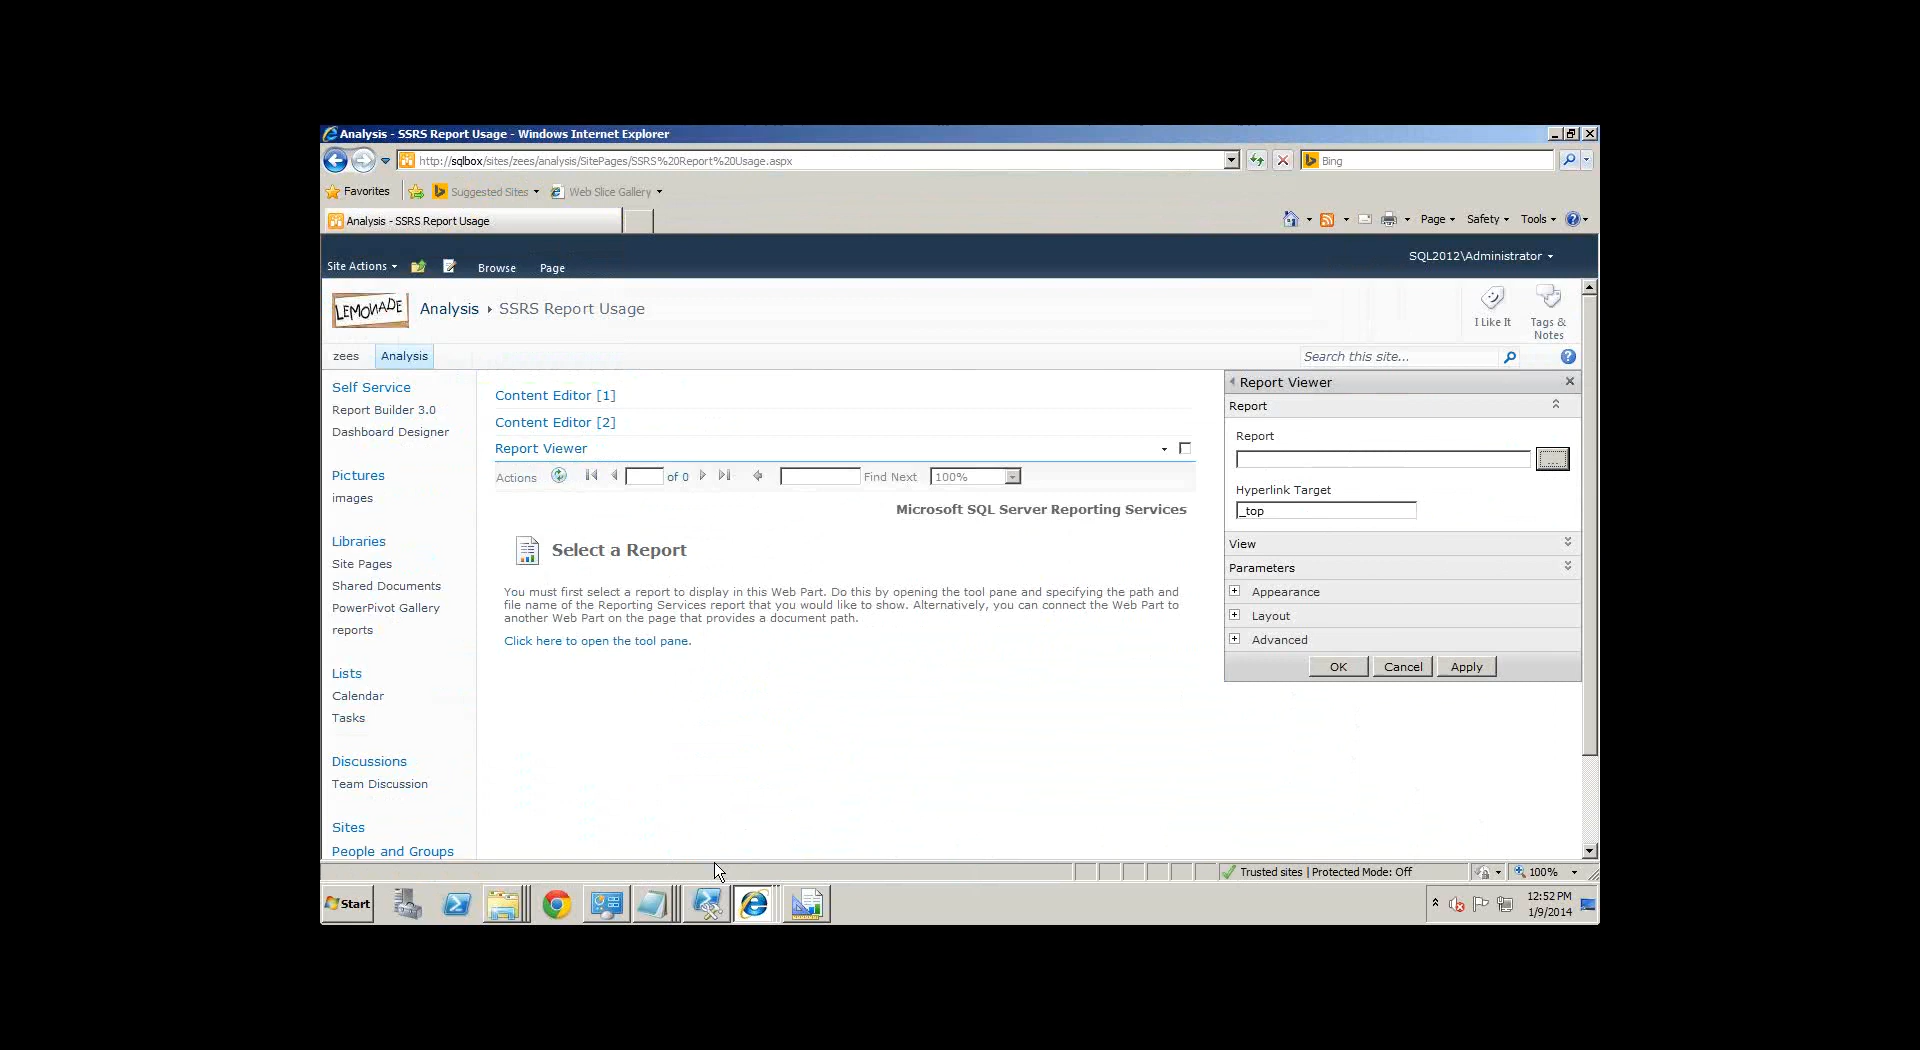 Analysis - SSRS Report Usage - Windows Internet Explorer
http://sqlbox/sites/zees/analysis/SitePages/SSRS%20Report%20Usage.aspx
Bing
Favorites
Suggested Sites
Web Slice Gallery
Analysis - SSRS Report Usage
Page
Safety
Tools
Site Actions
Browse
Page
SQL2012\Administrator
LEMONADE
Analysis
SSRS Report Usage
I Like It
Tags &
Notes
zees
Analysis
Search this site...
Self Service
Report Builder 3.0
Dashboard Designer
Pictures
images
Libraries
Site Pages
Shared Documents
PowerPivot Gallery
reports
Lists
Calendar
Tasks
Discussions
Team Discussion
Sites
People and Groups
Content Editor [1]
Content Editor [2]
Report Viewer
Actions
of 0
Find Next
100%
Microsoft SQL Server Reporting Services
Select a Report
You must first select a report to display in this Web Part. Do this by opening the tool pane and specifying the path and
file name of the Reporting Services report that you would like to show. Alternatively, you can connect the Web Part to
another Web Part on the page that provides a document path.
Click here to open the tool pane.
Report Viewer
Report
Report
...
Hyperlink Target
_top
View
Parameters
Appearance
Layout
Advanced
OK
Cancel
Apply
Trusted sites | Protected Mode: Off
100%
Start
12:52 PM
1/9/2014